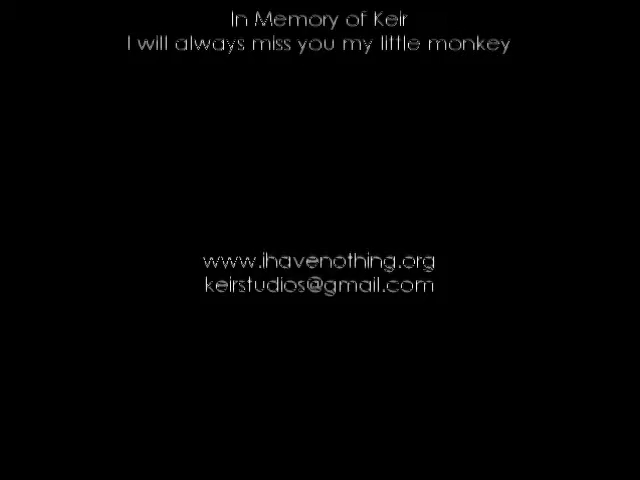 In Memory of Keir
I will always miss you my little monkey
www.ihavenothing.org
keirstudios@gmail.com